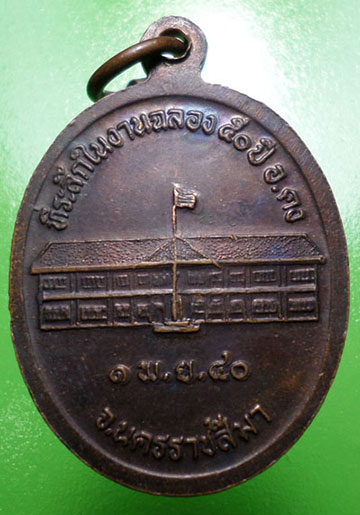 ที่ระลึกในงานฉลอง ๕๐ ปี อ.คง
๑ ม.ย. ๔๐
จ.นครราชสีมา